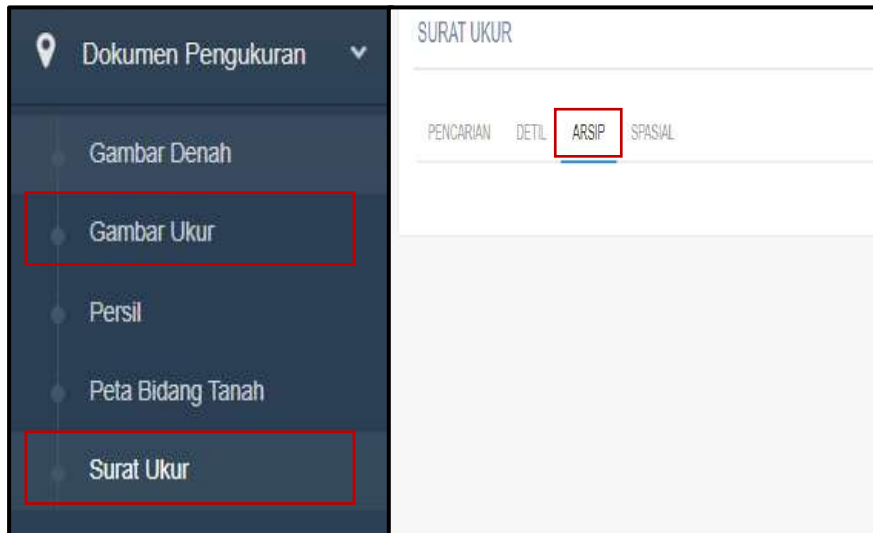 Dokumen Pengukuran
Gambar Denah
Gambar Ukur
Persil
Peta Bidang Tanah
Surat Ukur
SURAT UKUR
PENCARIAN DETIL ARSIP SPASIAL